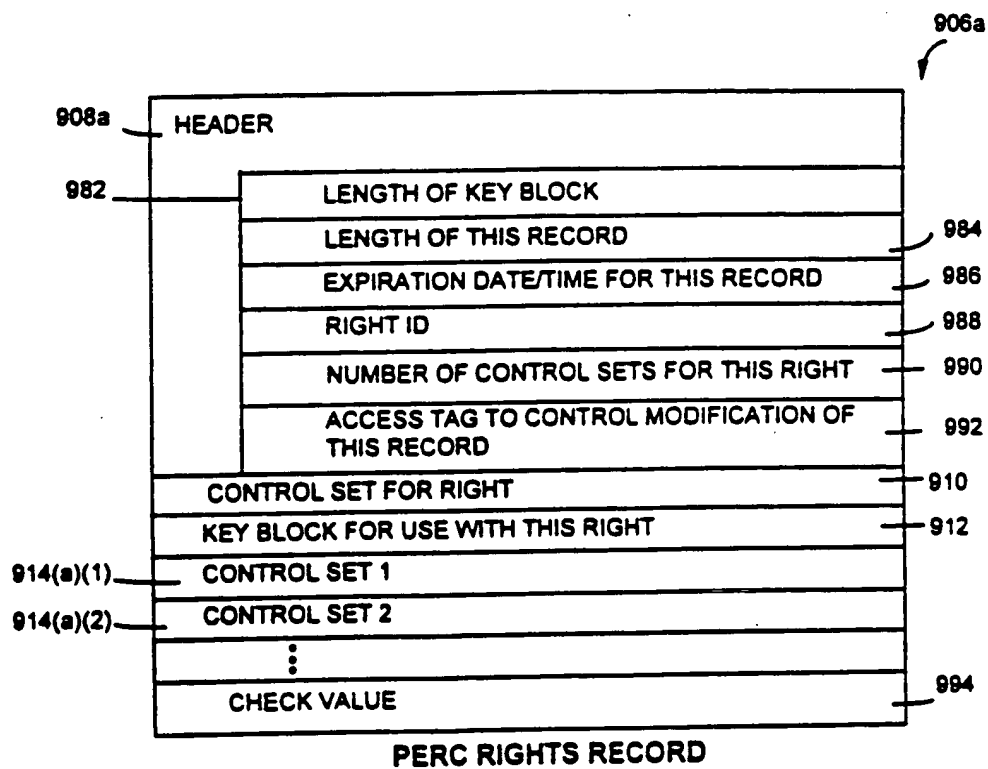 906a
908a HEADER
982 LENGTH OF KEY BLOCK
LENGTH OF THIS RECORD 984
EXPIRATION DATE/TIME FOR THIS RECORD 986
RIGHT ID 988
NUMBER OF CONTROL SETS FOR THIS RIGHT 990
ACCESS TAG TO CONTROL MODIFICATION OF
THIS RECORD 992
CONTROL SET FOR RIGHT 910
KEY BLOCK FOR USE WITH THIS RIGHT 912
914(a)(1) CONTROL SET 1
914(a)(2) CONTROL SET 2
CHECK VALUE 994
PERC RIGHTS RECORD